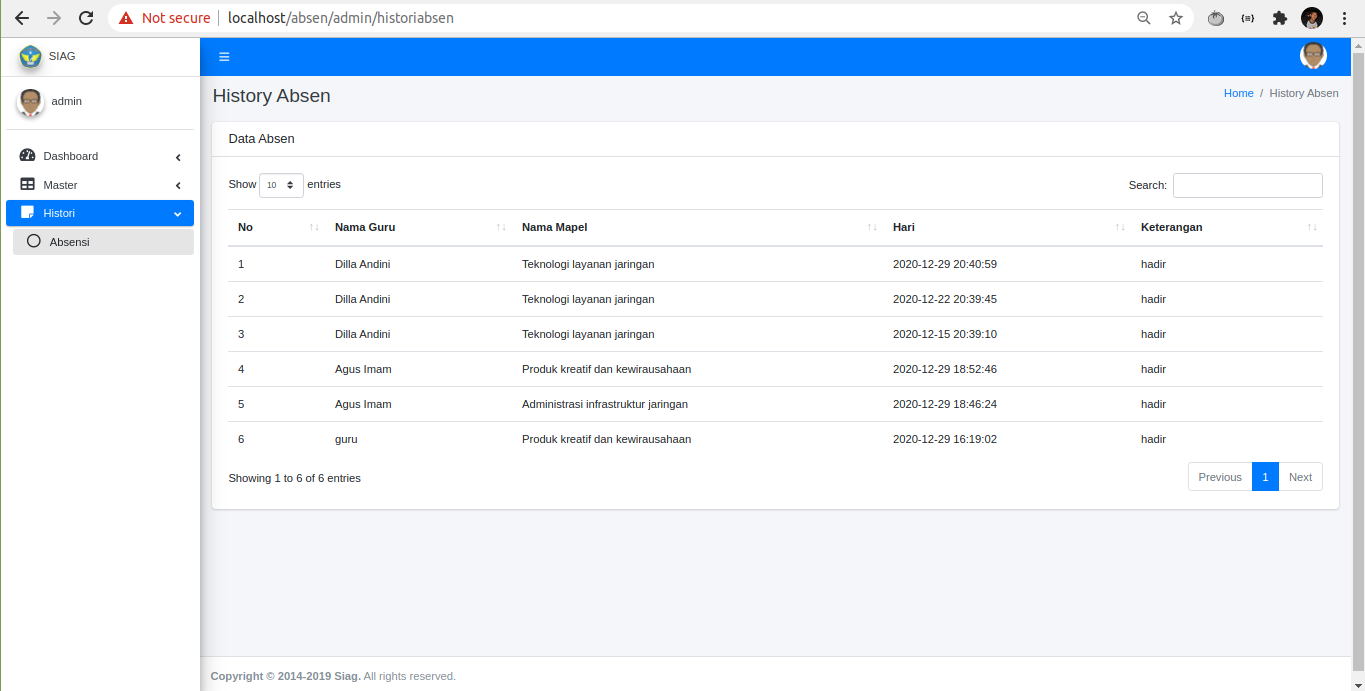 Not secure | localhost/absen/admin/historiabsen
SIAG
admin
Dashboard
Master
Histori
Absensi
History Absen
Home / History Absen
Data Absen
Show 10 entries
Search:
No Nama Guru Nama Mapel Hari Keterangan
1 Dilla Andini Teknologi layanan jaringan 2020-12-29 20:40:59 hadir
2 Dilla Andini Teknologi layanan jaringan 2020-12-22 20:39:45 hadir
3 Dilla Andini Teknologi layanan jaringan 2020-12-15 20:39:10 hadir
4 Agus Imam Produk kreatif dan kewirausahaan 2020-12-29 18:52:46 hadir
5 Agus Imam Administrasi infrastruktur jaringan 2020-12-29 18:46:24 hadir
6 guru Produk kreatif dan kewirausahaan 2020-12-29 16:19:02 hadir
Showing 1 to 6 of 6 entries
Previous 1 Next
Copyright © 2014-2019 Siag. All rights reserved.